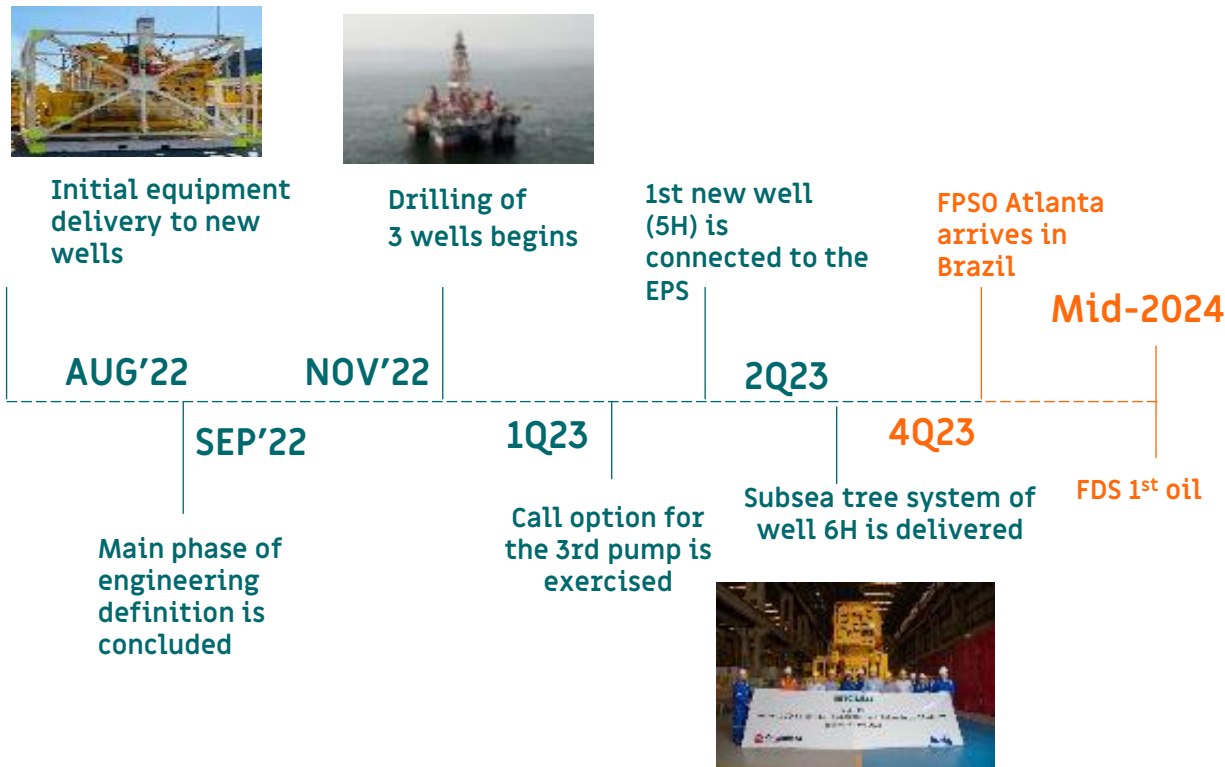 Initial equipment
delivery to new
wells
Drilling of
3 wells begins
1st new well
(5H) is
connected to the
EPS
FPSO Atlanta
arrives in
Brazil
Mid-2024
AUG’22
NOV’22
2Q23
SEP’22
1Q23
4Q23
Main phase of
engineering
definition is
concluded
Call option for
the 3rd pump is
exercised
Subsea tree system of
well 6H is delivered
FDS 1st oil